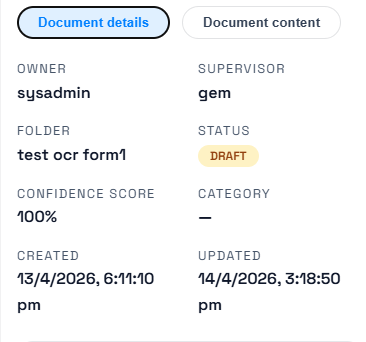 Document details
Document content
OWNER
SUPERVISOR
sysadmin
gem
FOLDER
STATUS
test ocr form1
DRAFT
CONFIDENCE SCORE
CATEGORY
100%
—
CREATED
UPDATED
13/4/2026, 6:11:10
14/4/2026, 3:18:50
pm
pm